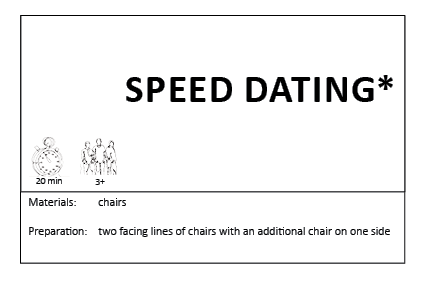 SPEED DATING*
20 min 3+
Materials: chairs
Preparation: two facing lines of chairs with an additional chair on one side